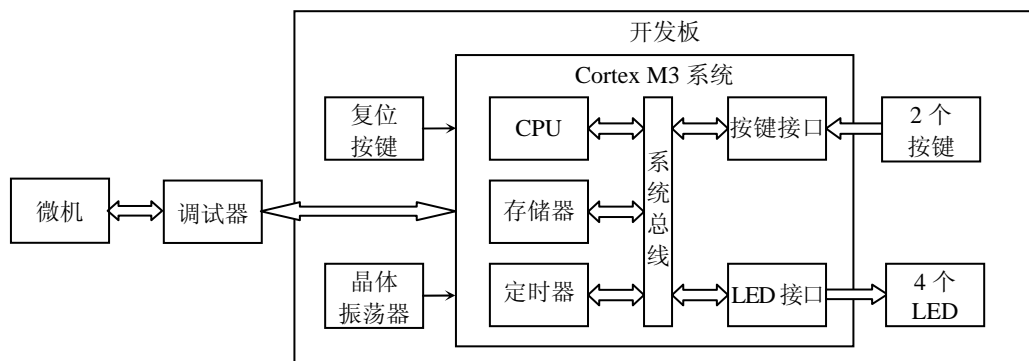 开发板
Cortex M3 系统
复位
按键
CPU
系
统
总
线
按键接口
2 个
按键
微机
调试器
存储器
晶体
振荡器
定时器
LED 接口
4 个
LED